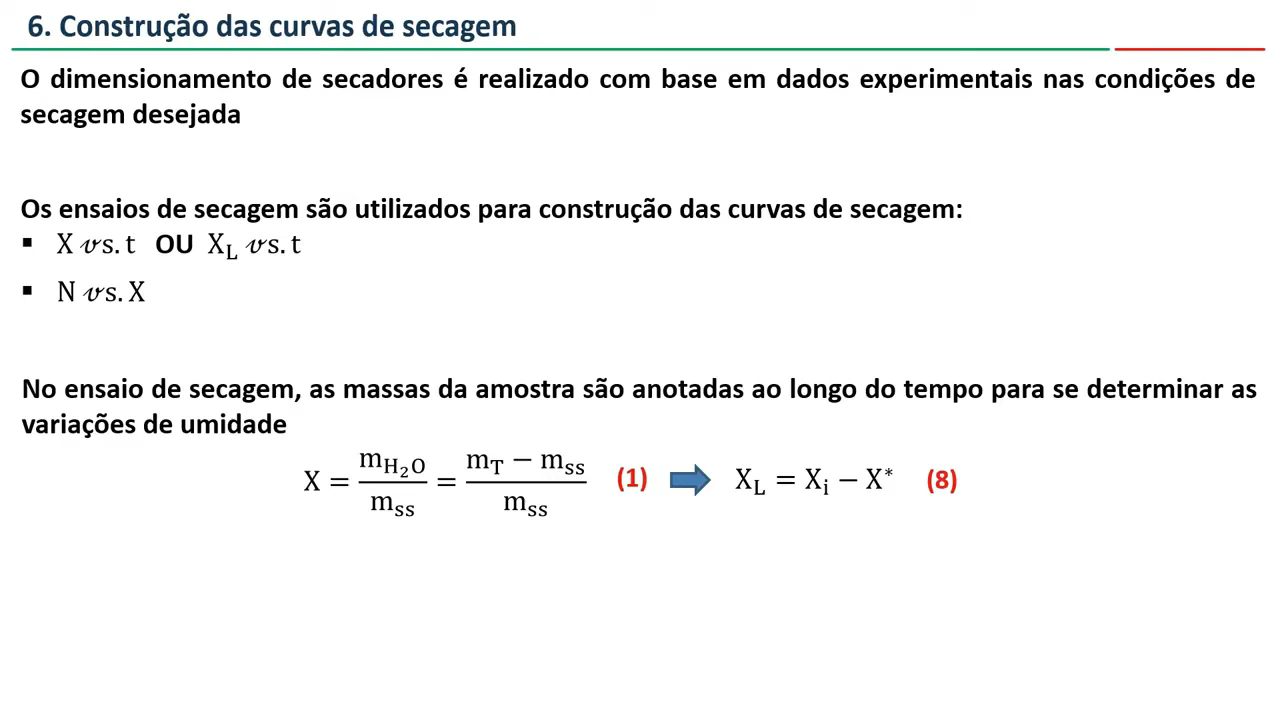 6. Construção das curvas de secagem
O dimensionamento de secadores é realizado com base em dados experimentais nas condições de
secagem desejada
Os ensaios de secagem são utilizados para construção das curvas de secagem:
▪ X 𝓋s. t OU X_L 𝓋s. t
▪ N 𝓋s. X
No ensaio de secagem, as massas da amostra são anotadas ao longo do tempo para se determinar as
variações de umidade
X = m_H₂O / m_ss = (m_T − m_ss) / m_ss (1) X_L = X_i − X* (8)